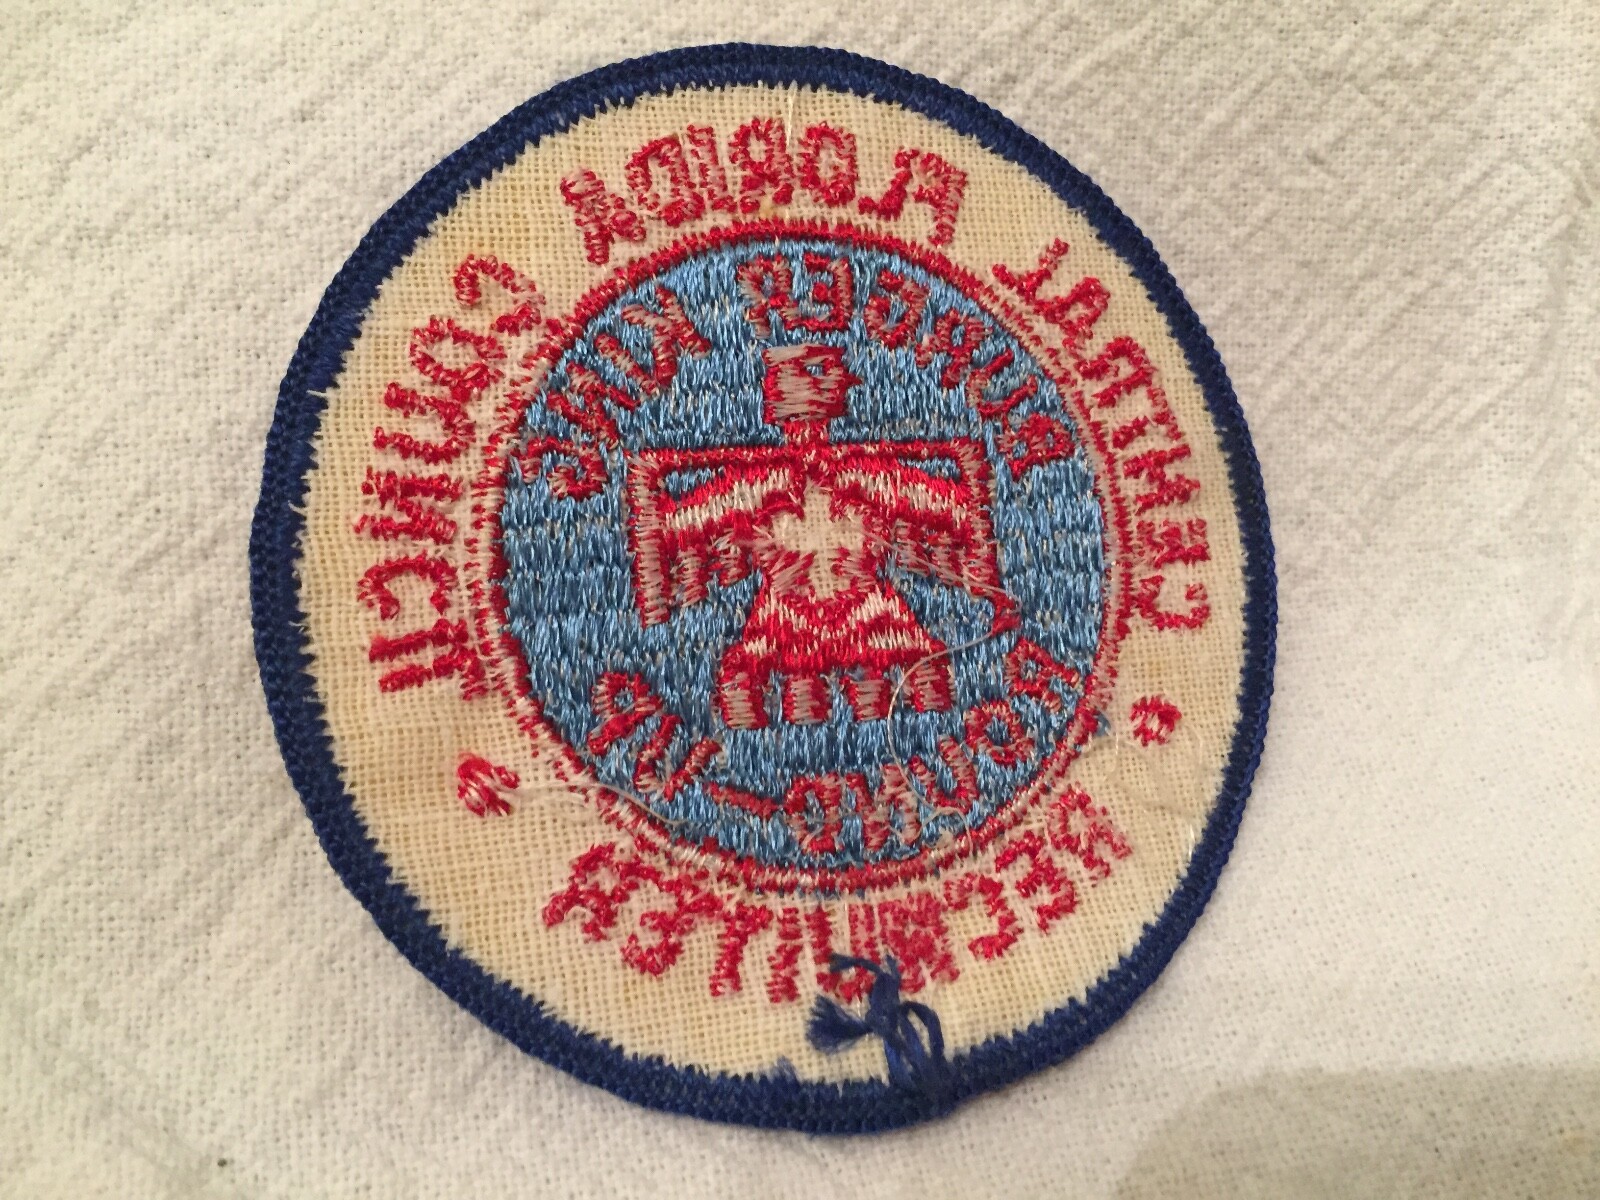 CENTRAL FLORIDA COUNCIL
BURGER KING
ROUND-UP
RECRUITER